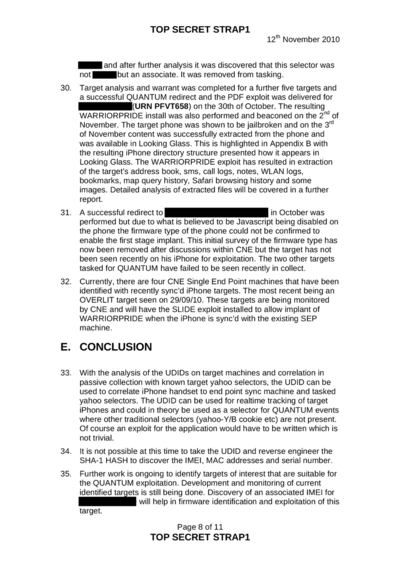 TOP SECRET STRAP1
12th November 2010
and after further analysis it was discovered that this selector was
not but an associate. It was removed from tasking.
30. Target analysis and warrant was completed for a further five targets and
a successful QUANTUM redirect and the PDF exploit was delivered for
(URN PFVT658) on the 30th of October. The resulting
WARRIORPRIDE install was also performed and beaconed on the 2nd of
November. The target phone was shown to be jailbroken and on the 3rd
of November content was successfully extracted from the phone and
was available in Looking Glass. This is highlighted in Appendix B with
the resulting iPhone directory structure presented how it appears in
Looking Glass. The WARRIORPRIDE exploit has resulted in extraction
of the target's address book, sms, call logs, notes, WLAN logs,
bookmarks, map query history, Safari browsing history and some
images. Detailed analysis of extracted files will be covered in a further
report.
31. A successful redirect to in October was
performed but due to what is believed to be Javascript being disabled on
the phone the firmware type of the phone could not be confirmed to
enable the first stage implant. This initial survey of the firmware type has
now been removed after discussions within CNE but the target has not
been seen recently on his iPhone for exploitation. The two other targets
tasked for QUANTUM have failed to be seen recently in collect.
32. Currently, there are four CNE Single End Point machines that have been
identified with recently sync'd iPhone targets. The most recent being an
OVERLIT target seen on 29/09/10. These targets are being monitored
by CNE and will have the SLIDE exploit installed to allow implant of
WARRIORPRIDE when the iPhone is sync'd with the existing SEP
machine.
E. CONCLUSION
33. With the analysis of the UDIDs on target machines and correlation in
passive collection with known target yahoo selectors, the UDID can be
used to correlate iPhone handset to end point sync machine and tasked
yahoo selectors. The UDID can be used for realtime tracking of target
iPhones and could in theory be used as a selector for QUANTUM events
where other traditional selectors (yahoo-Y/B cookie etc) are not present.
Of course an exploit for the application would have to be written which is
not trivial.
34. It is not possible at this time to take the UDID and reverse engineer the
SHA-1 HASH to discover the IMEI, MAC addresses and serial number.
35. Further work is ongoing to identify targets of interest that are suitable for
the QUANTUM exploitation. Development and monitoring of current
identified targets is still being done. Discovery of an associated IMEI for
will help in firmware identification and exploitation of this
target.
Page 8 of 11
TOP SECRET STRAP1